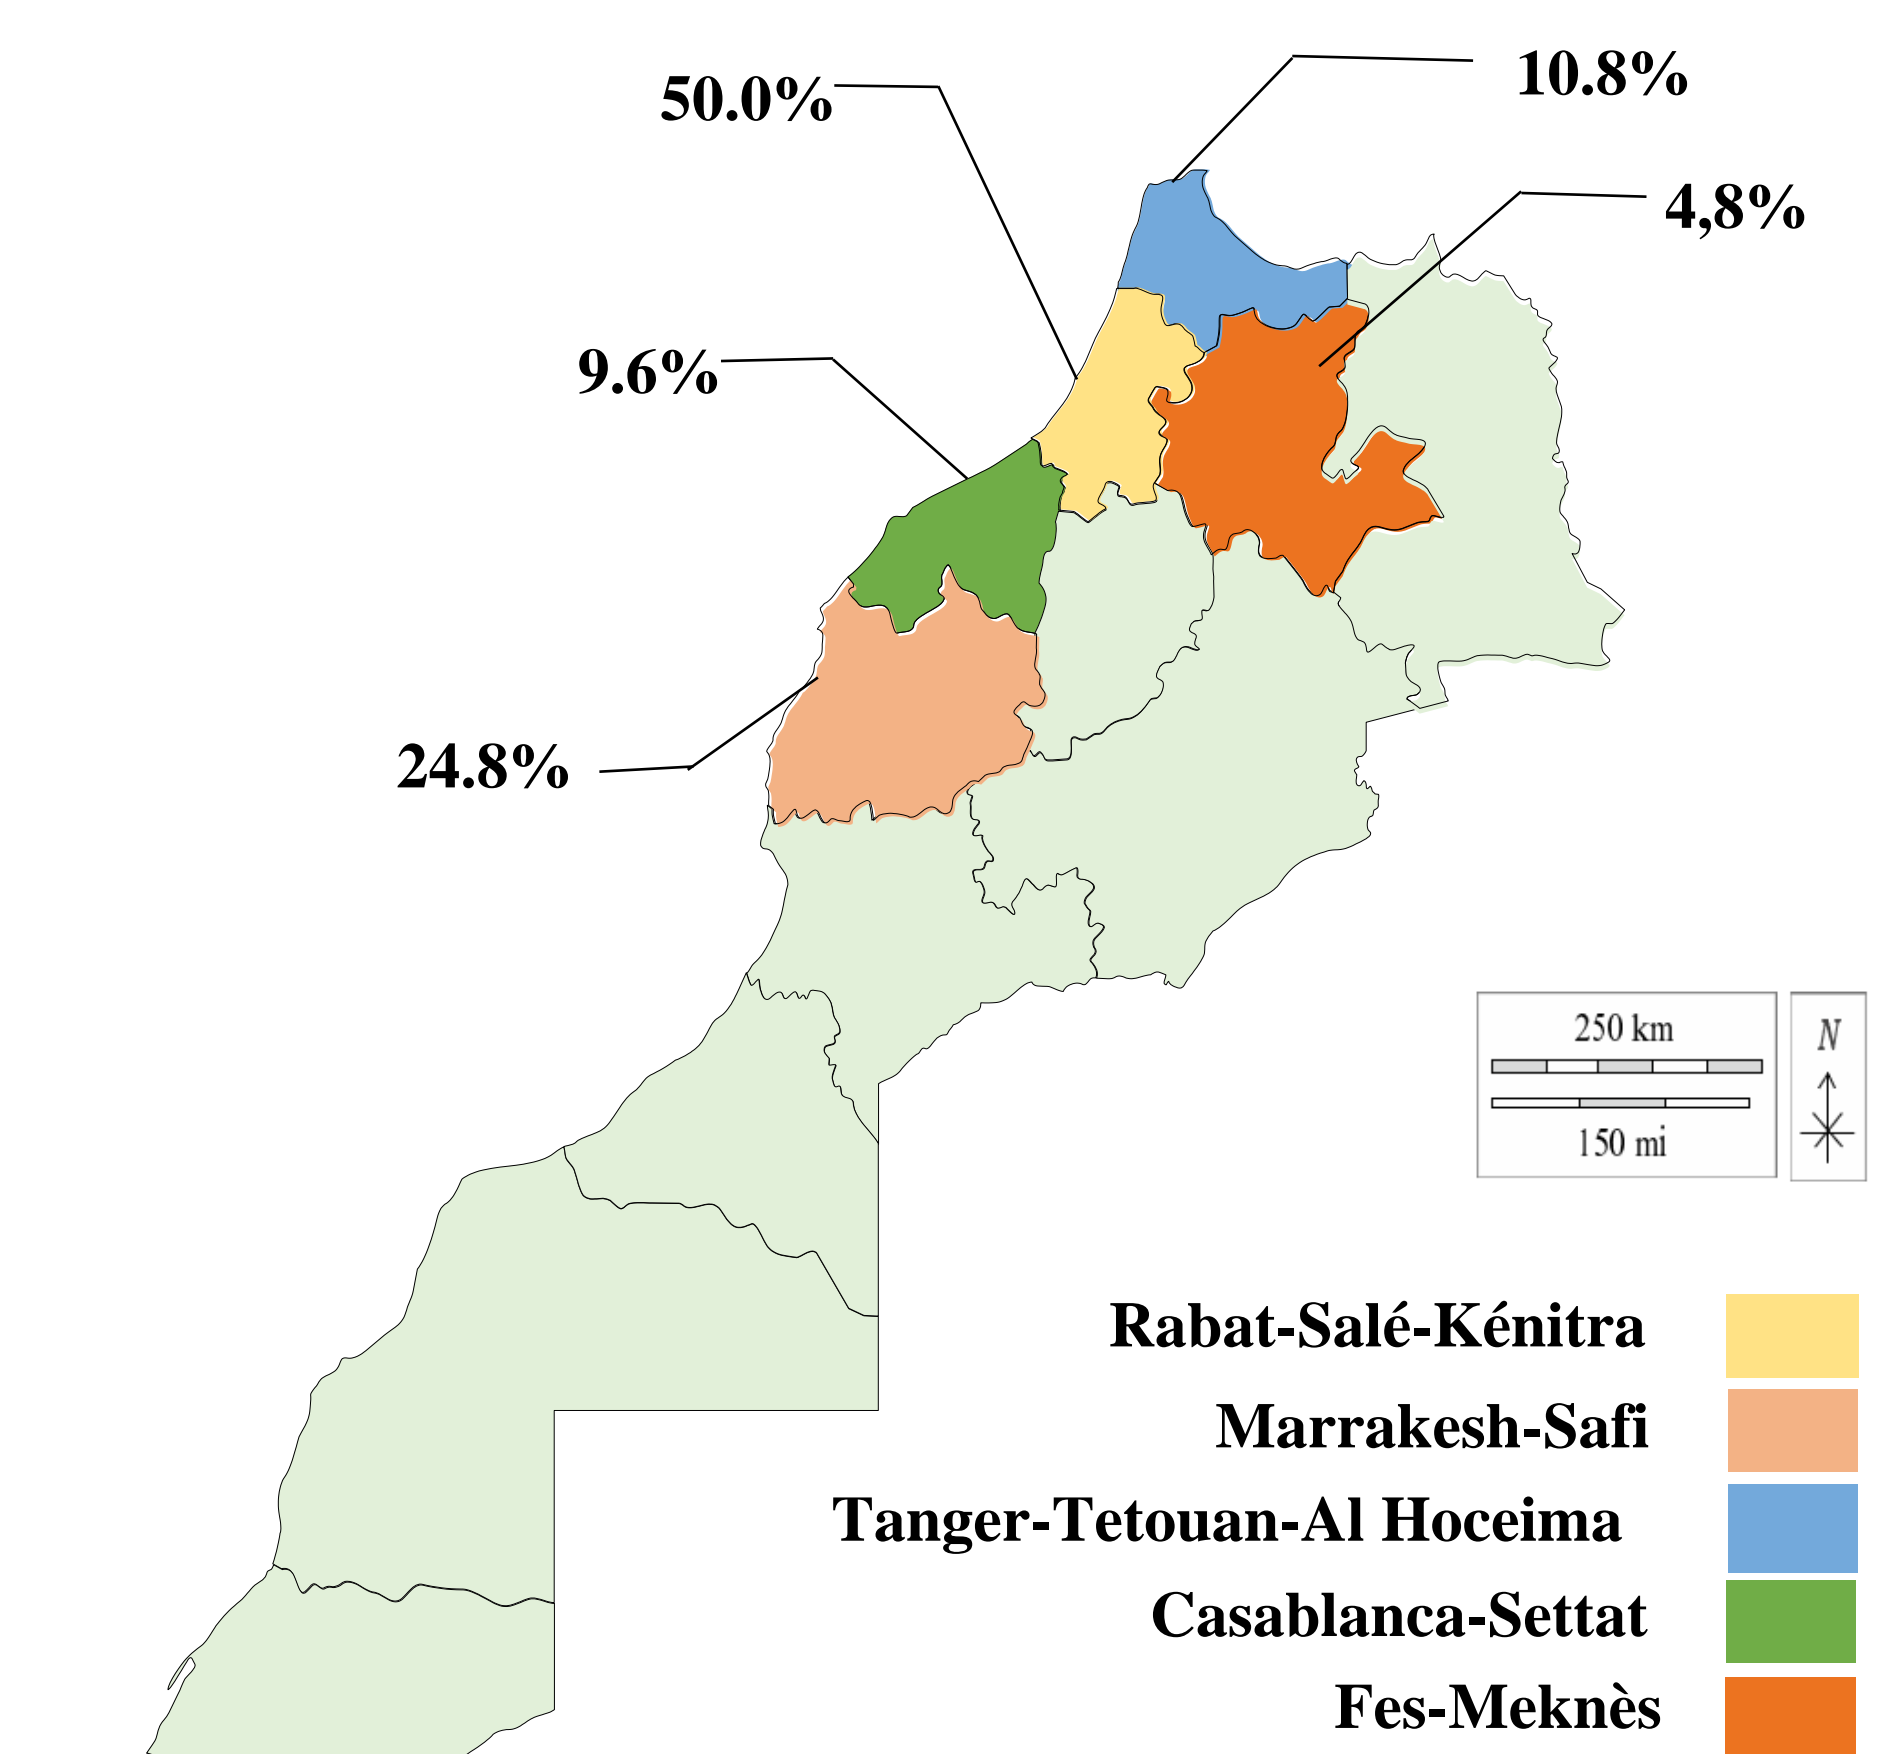 10.8%
50.0%
4,8%
9.6%
24.8%
250 km
N
150 mi
Rabat-Salé-Kénitra
Marrakesh-Safi
Tanger-Tetouan-Al Hoceima
Casablanca-Settat
Fes-Meknès